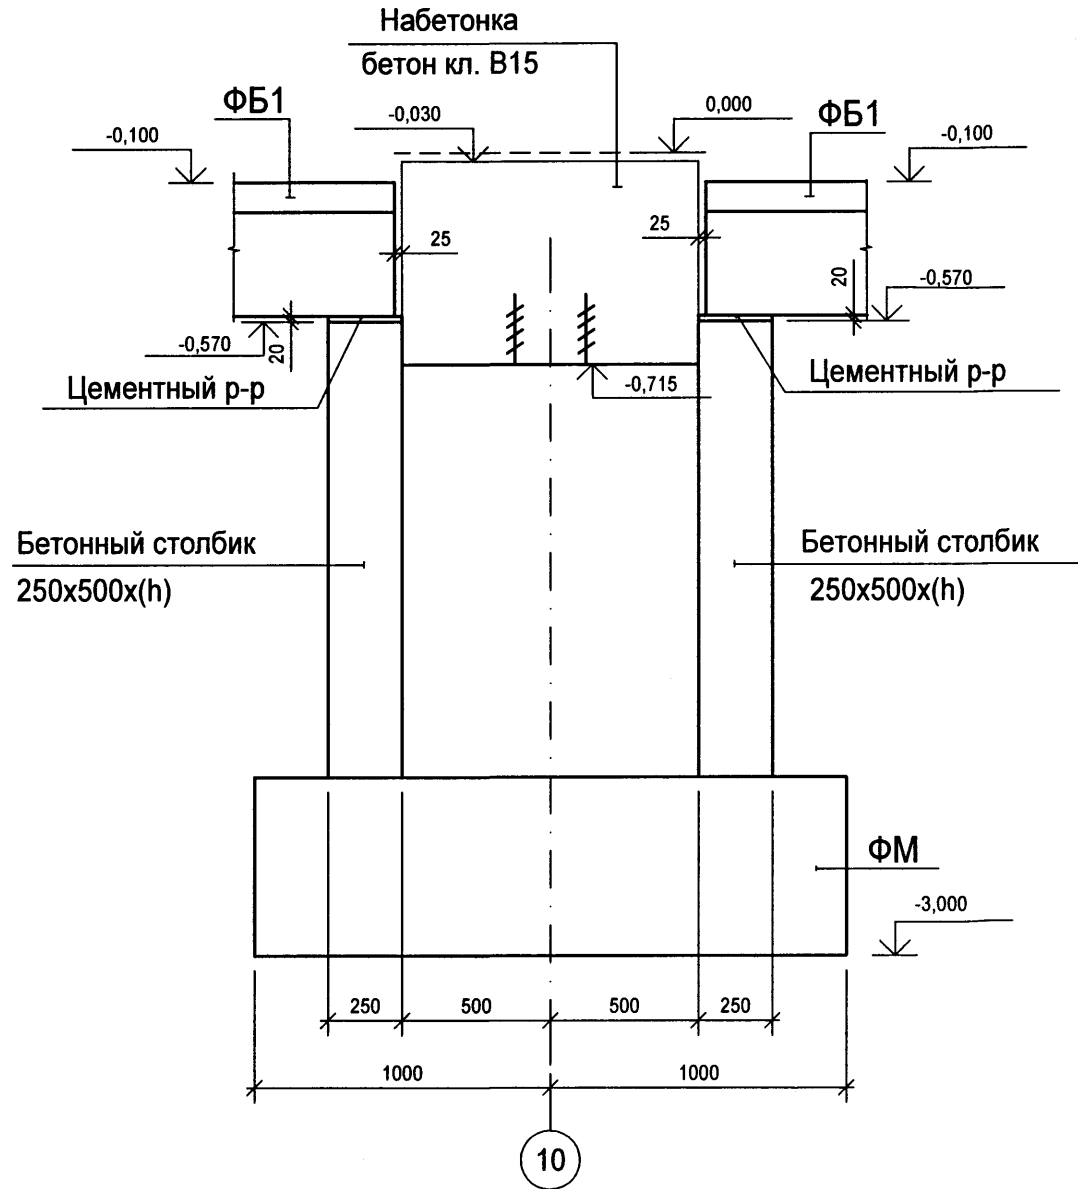 Набетонка
бетон кл. В15
ФБ1
-0,030
0,000
ФБ1
-0,100
-0,100
25
25
20
-0,570
-0,570
20
Цементный р-р
-0,715
Цементный р-р
Бетонный столбик
250х500х(h)
Бетонный столбик
250х500х(h)
ФМ
-3,000
250
500
500
250
1000
1000
10